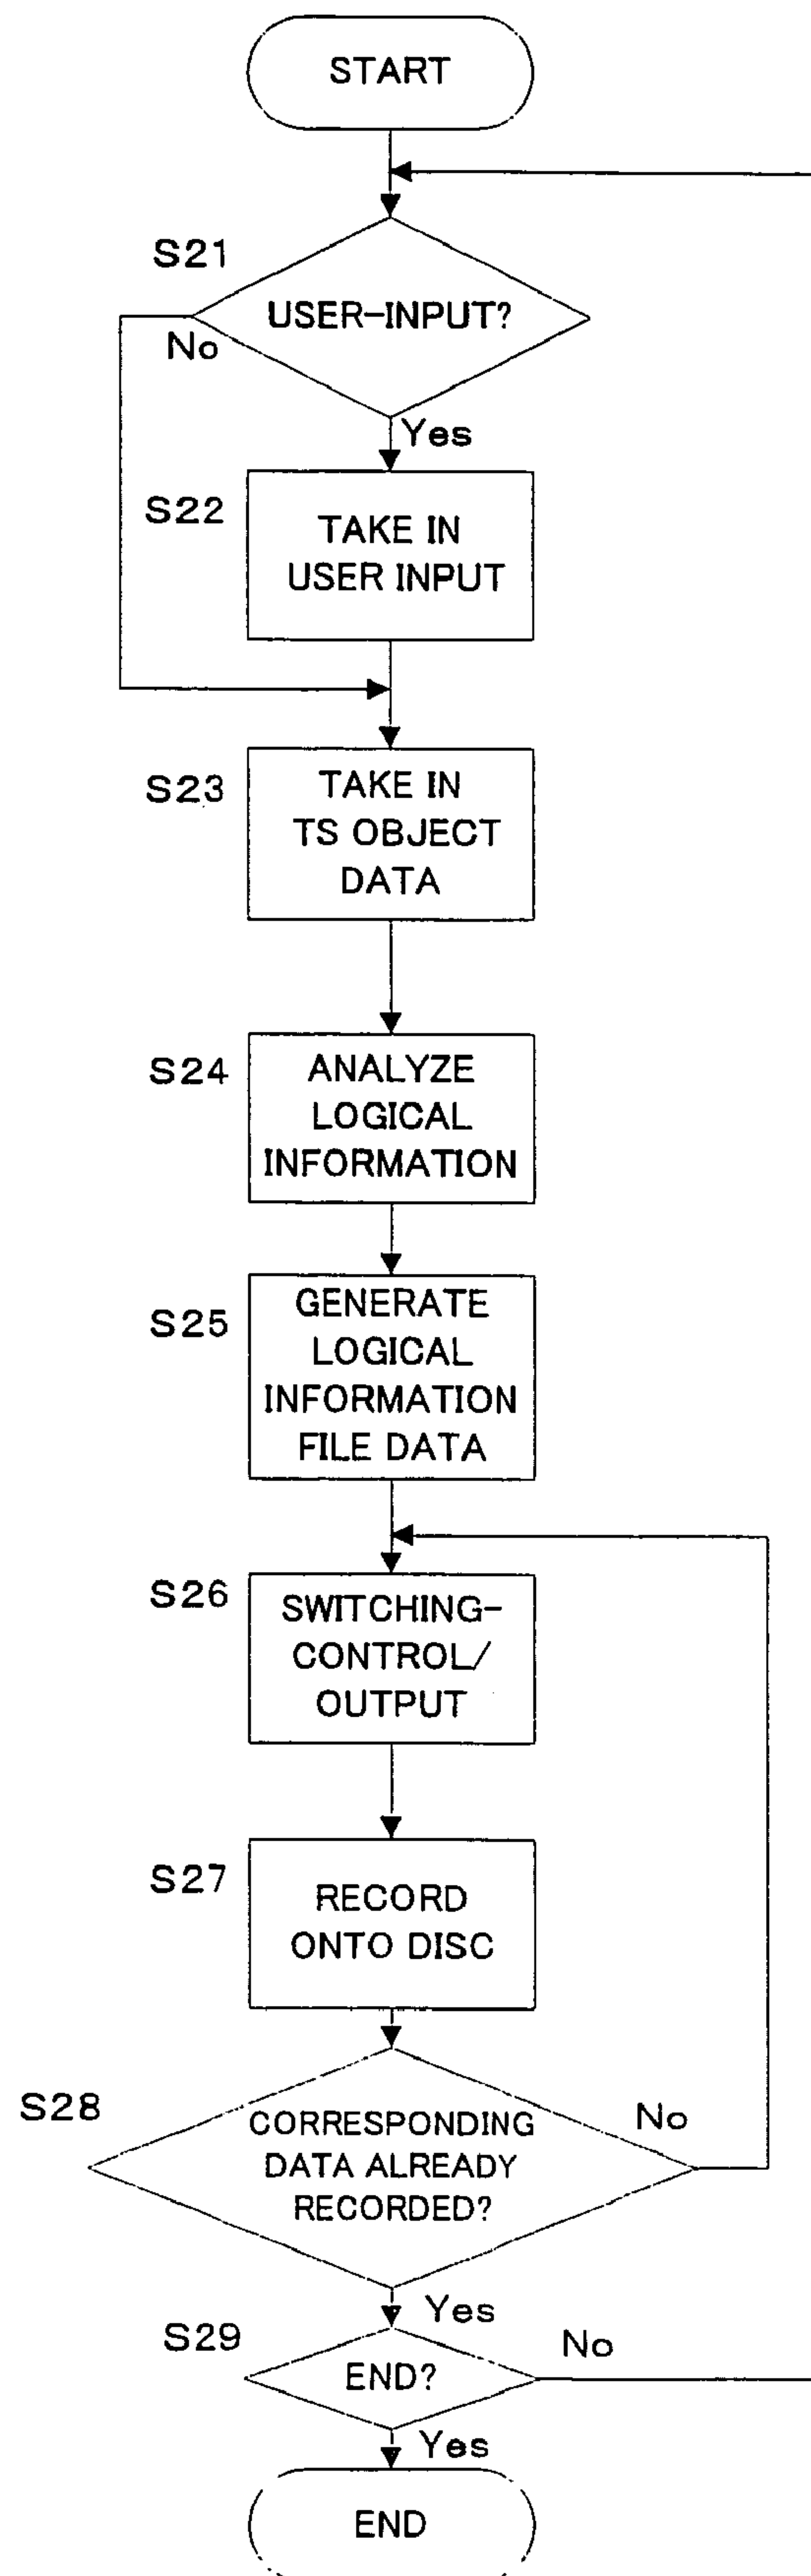 START
S21
USER-INPUT?
No
Yes
S22
TAKE IN
USER INPUT
S23
TAKE IN
TS OBJECT
DATA
S24
ANALYZE
LOGICAL
INFORMATION
S25
GENERATE
LOGICAL
INFORMATION
FILE DATA
S26
SWITCHING-
CONTROL/
OUTPUT
S27
RECORD
ONTO DISC
S28
CORRESPONDING
DATA ALREADY
RECORDED?
No
Yes
S29
END?
No
Yes
END